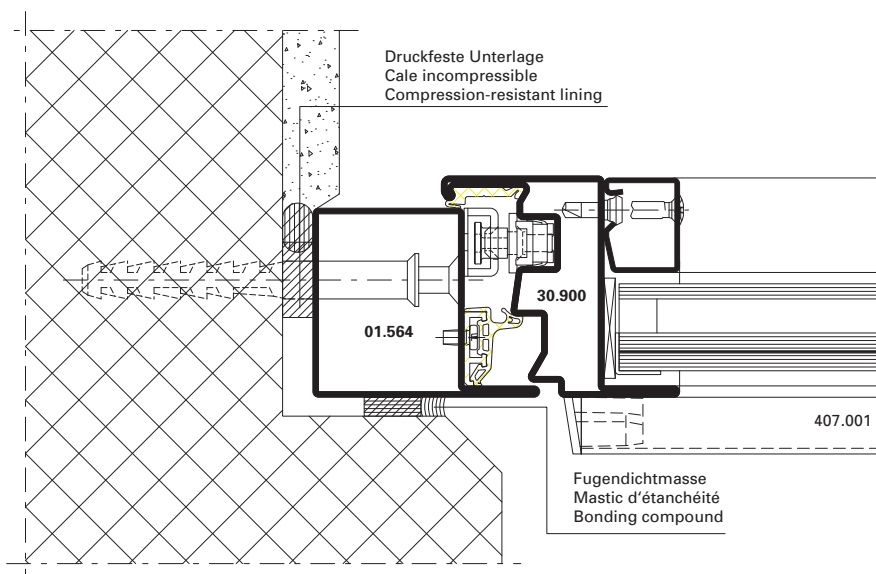 Druckfeste Unterlage
Cale incompressible
Compression-resistant lining
30.900
01.564
407.001
Fugendichtmasse
Mastic d‘étanchéité
Bonding compound